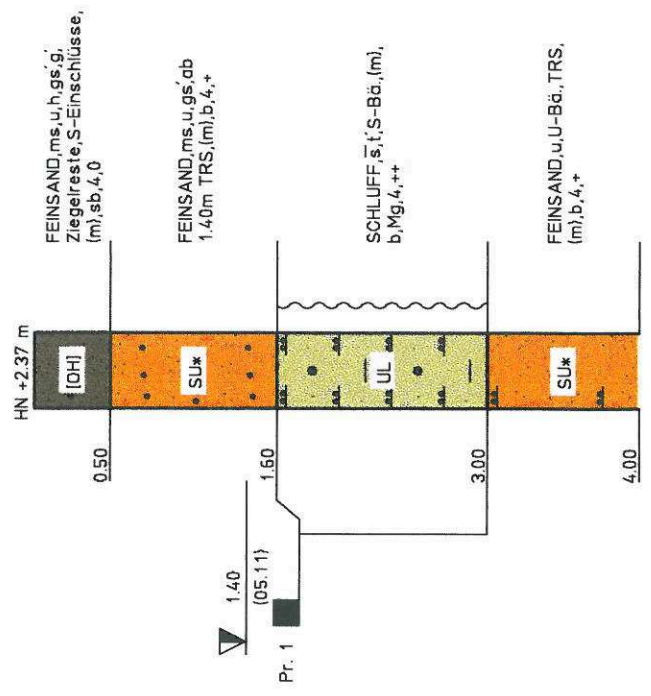 HN +2.37 m
[OH]
FEINSAND,ms,u,h,gs',g',
Ziegelreste,S-Einschlüsse,
(m),sb,4,0
0.50
SU*
FEINSAND,ms,u,gs',ab
1.40m TRS,(m),b,4,+
1.40
(05.11)
Pr. 1
1.60
UL
SCHLUFF,s̅,t',S-Bä.,(m),
b,Mg,4,++
3.00
SU*
FEINSAND,u,U-Bä.,TRS,
(m),b,4,+
4.00